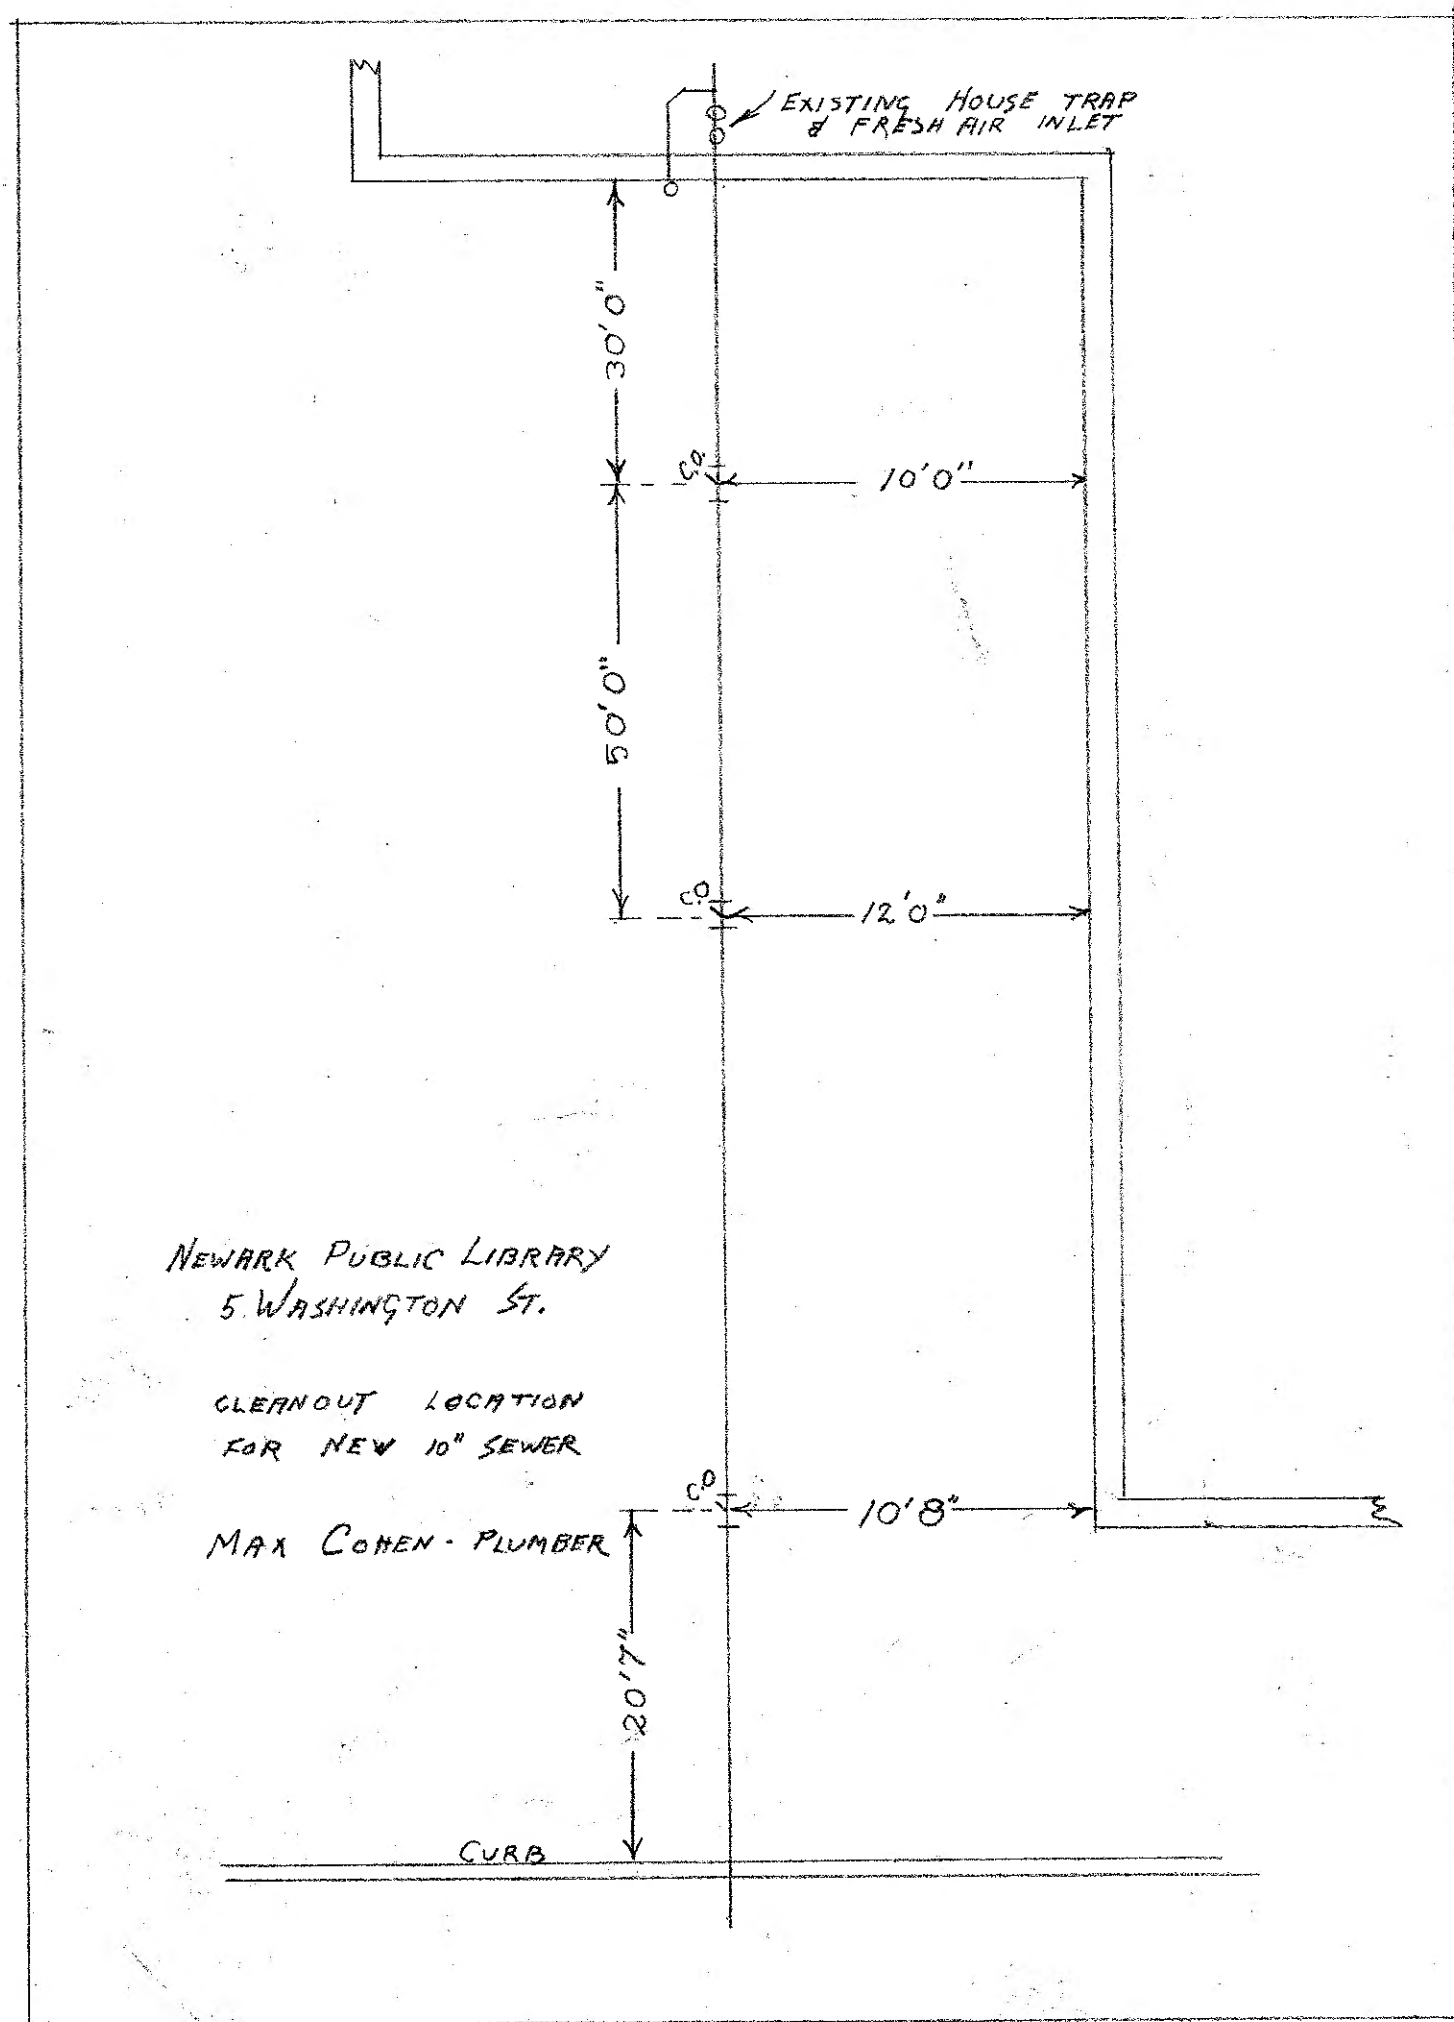 EXISTING HOUSE TRAP
& FRESH AIR INLET
30'0"
C.O.
10'0"
50'0"
C.O
12'0"
NEWARK PUBLIC LIBRARY
5 WASHINGTON ST.
CLEANOUT LOCATION
FOR NEW 10" SEWER
C.O
10'8"
MAX COHEN - PLUMBER
20'7"
CURB